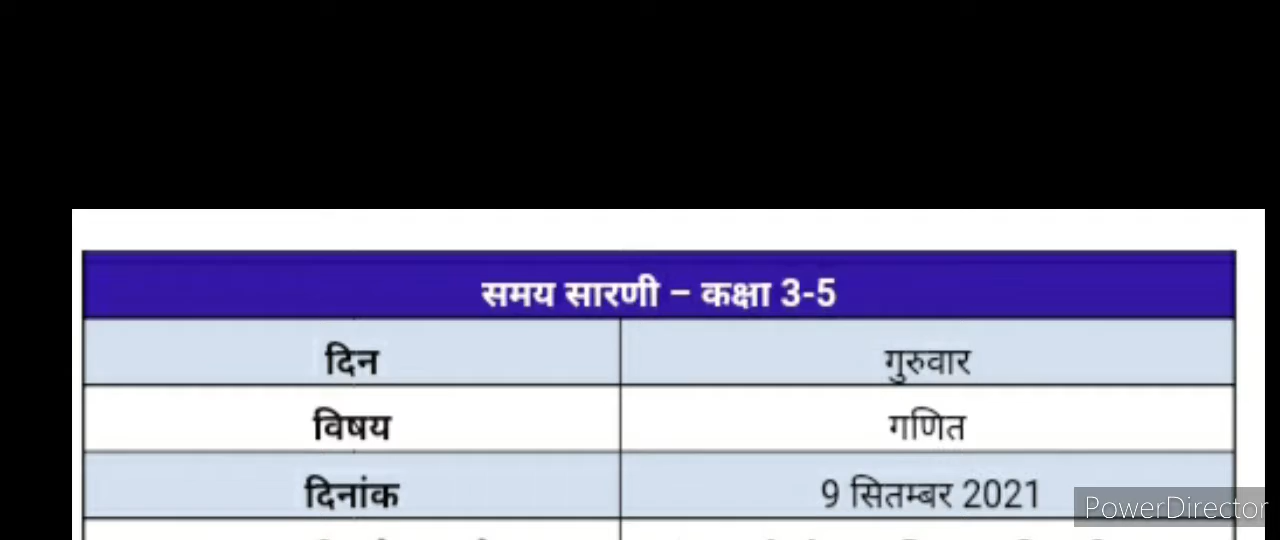 समय सारणी – कक्षा 3-5
दिन गुरुवार
विषय गणित
दिनांक 9 सितम्बर 2021
PowerDirector